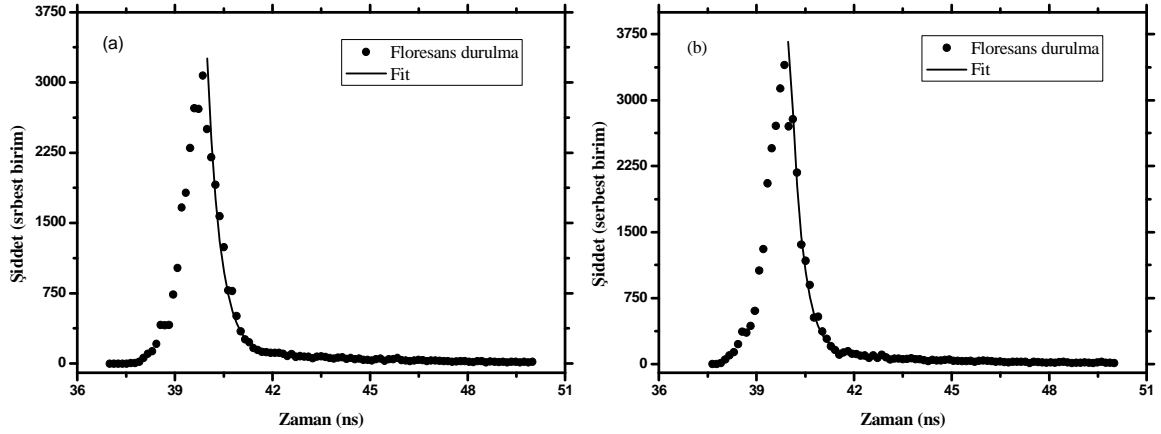 (a)
Floresans durulma
Fit
Şiddet (srbest birim)
3750
3000
2250
1500
750
0
36
39
42
45
48
51
Zaman (ns)
(b)
Floresans durulma
Fit
Şiddet (serbest birim)
3750
3000
2250
1500
750
0
36
39
42
45
48
51
Zaman (ns)